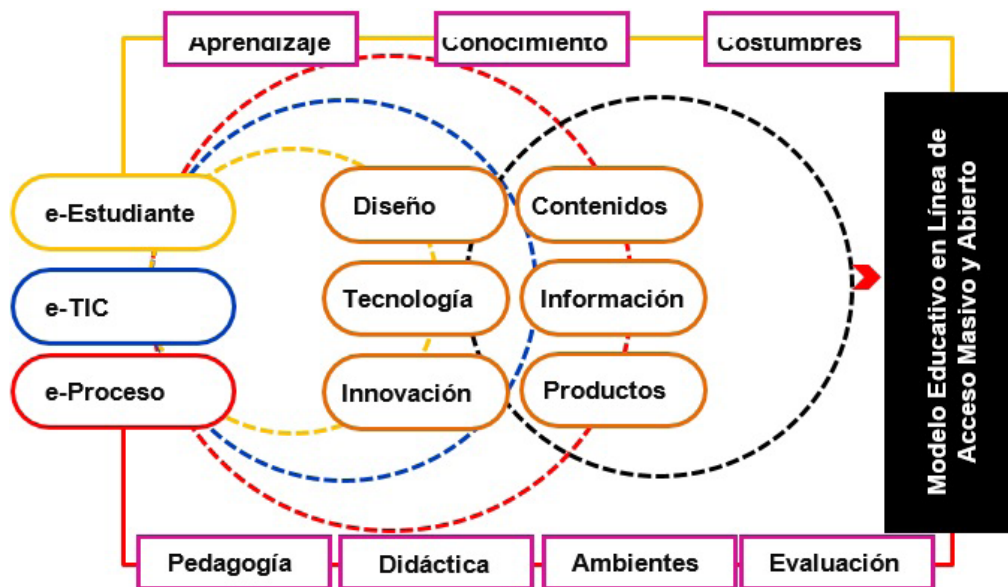 Aprendizaje
Conocimiento
Costumbres
e-Estudiante
Diseño
Contenidos
e-TIC
Tecnología
Información
e-Proceso
Innovación
Productos
Modelo Educativo en Línea de
Acceso Masivo y Abierto
Pedagogía
Didáctica
Ambientes
Evaluación